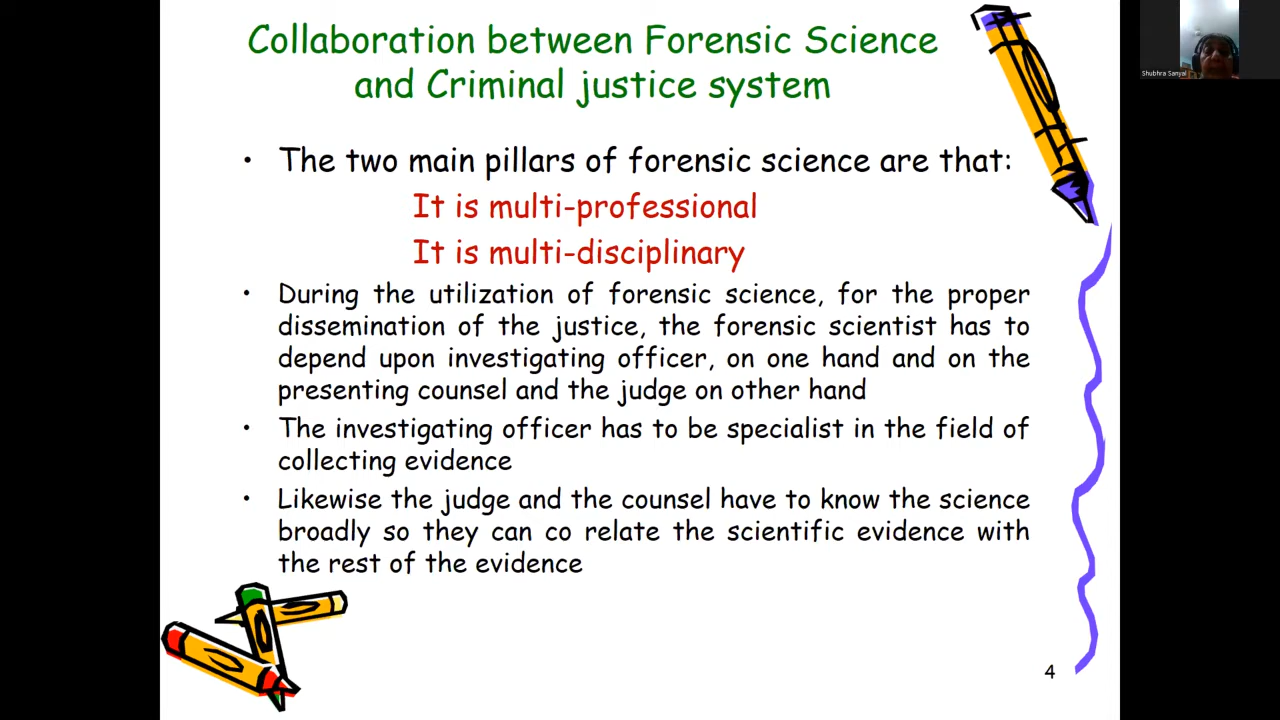 Collaboration between Forensic Science
and Criminal justice system
• The two main pillars of forensic science are that:
It is multi-professional
It is multi-disciplinary
• During the utilization of forensic science, for the proper
dissemination of the justice, the forensic scientist has to
depend upon investigating officer, on one hand and on the
presenting counsel and the judge on other hand
• The investigating officer has to be specialist in the field of
collecting evidence
• Likewise the judge and the counsel have to know the science
broadly so they can co relate the scientific evidence with
the rest of the evidence
4
Shubhra Sanyal